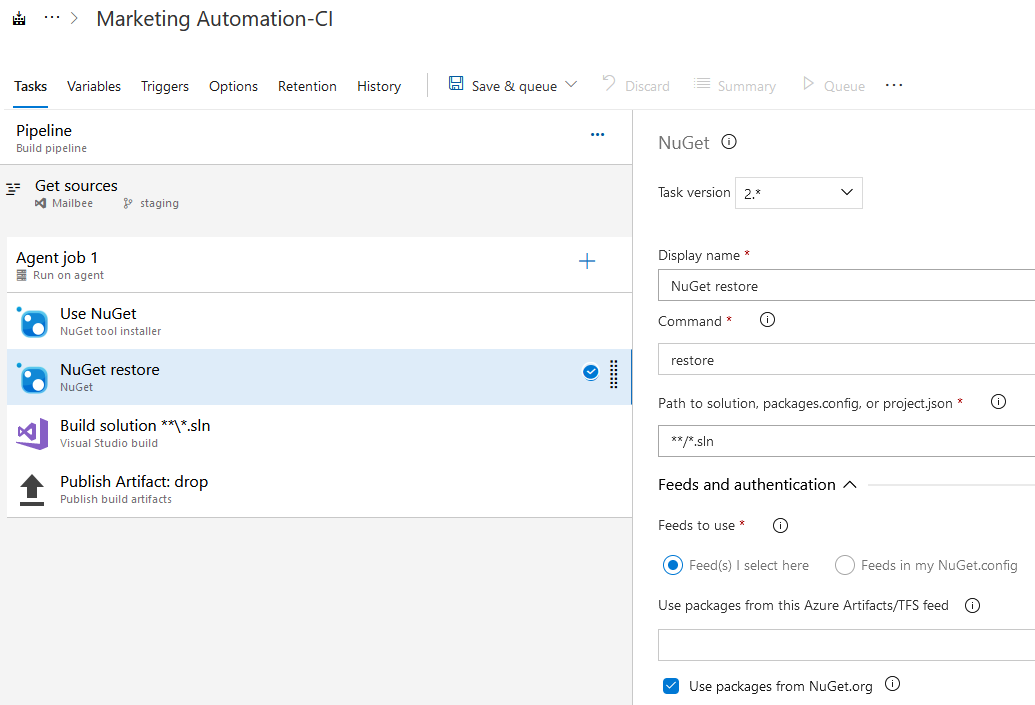 ... > Marketing Automation-CI
Tasks Variables Triggers Options Retention History Save & queue Discard Summary Queue ...
Pipeline
Build pipeline
Get sources
Mailbee staging
Agent job 1
Run on agent
Use NuGet
NuGet tool installer
NuGet restore
NuGet
Build solution **\*.sln
Visual Studio build
Publish Artifact: drop
Publish build artifacts
NuGet
Task version 2.*
Display name *
NuGet restore
Command *
restore
Path to solution, packages.config, or project.json *
**/*.sln
Feeds and authentication
Feeds to use *
Feed(s) I select here Feeds in my NuGet.config
Use packages from this Azure Artifacts/TFS feed
Use packages from NuGet.org